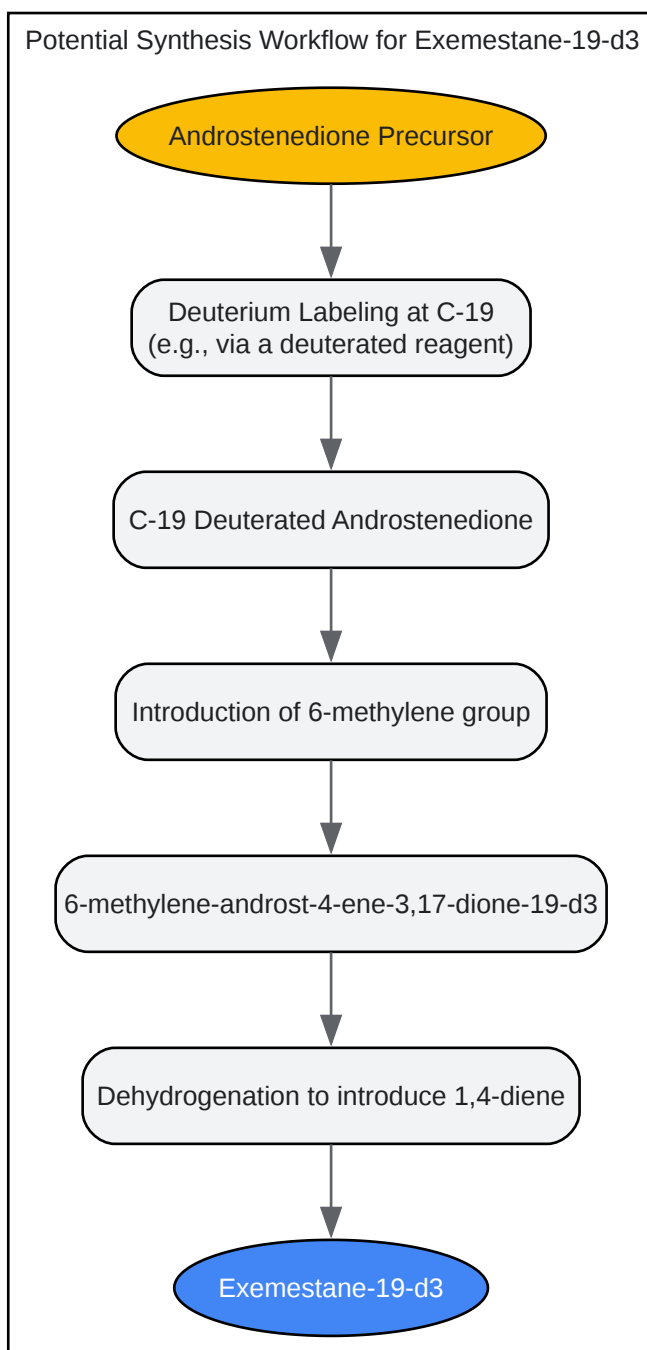 Potential Synthesis Workflow for Exemestane-19-d3
Androstenedione Precursor
Deuterium Labeling at C-19
(e.g., via a deuterated reagent)
C-19 Deuterated Androstenedione
Introduction of 6-methylene group
6-methylene-androst-4-ene-3,17-dione-19-d3
Dehydrogenation to introduce 1,4-diene
Exemestane-19-d3